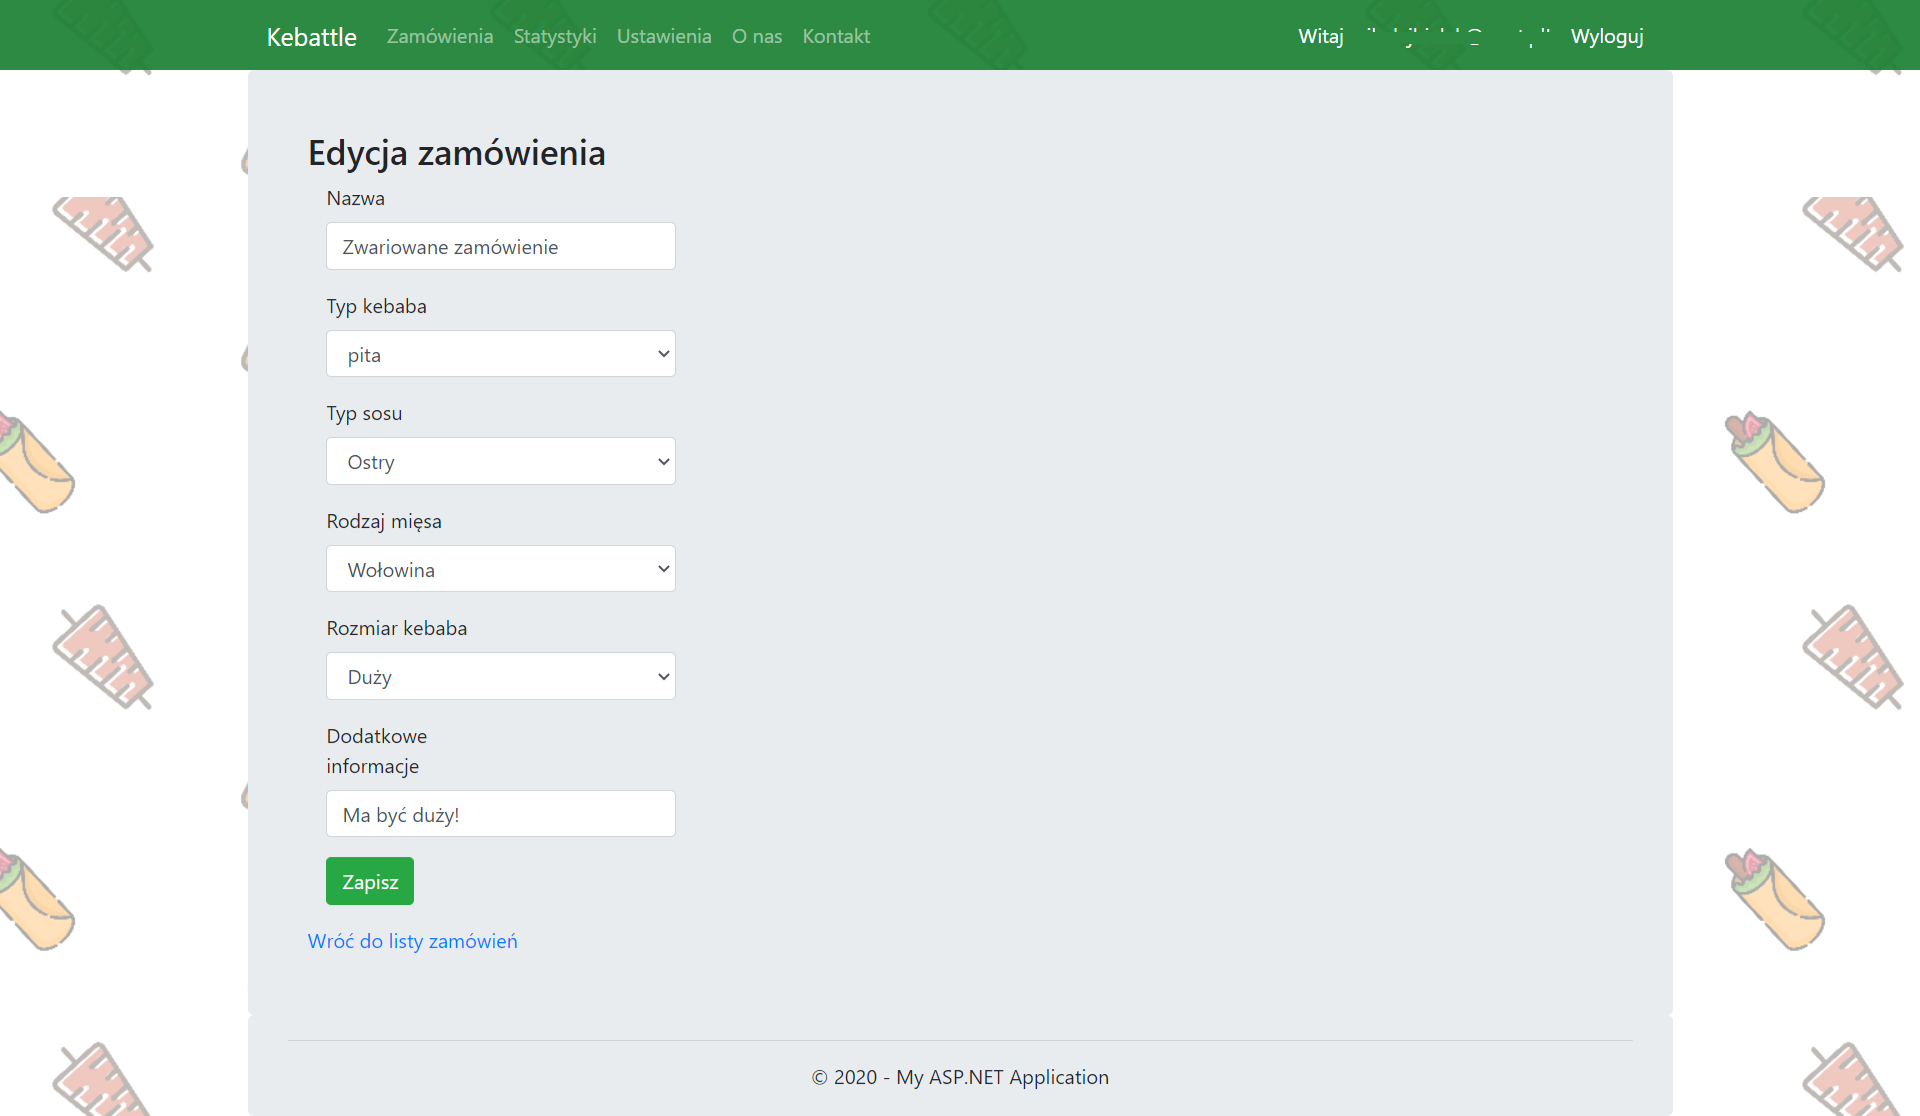 Kebattle Zamówienia Statystyki Ustawienia O nas Kontakt Witaj Wyloguj
Edycja zamówienia
Nazwa
Zwariowane zamówienie
Typ kebaba
pita
Typ sosu
Ostry
Rodzaj mięsa
Wołowina
Rozmiar kebaba
Duży
Dodatkowe
informacje
Ma być duży!
Zapisz
Wróć do listy zamówień
© 2020 - My ASP.NET Application